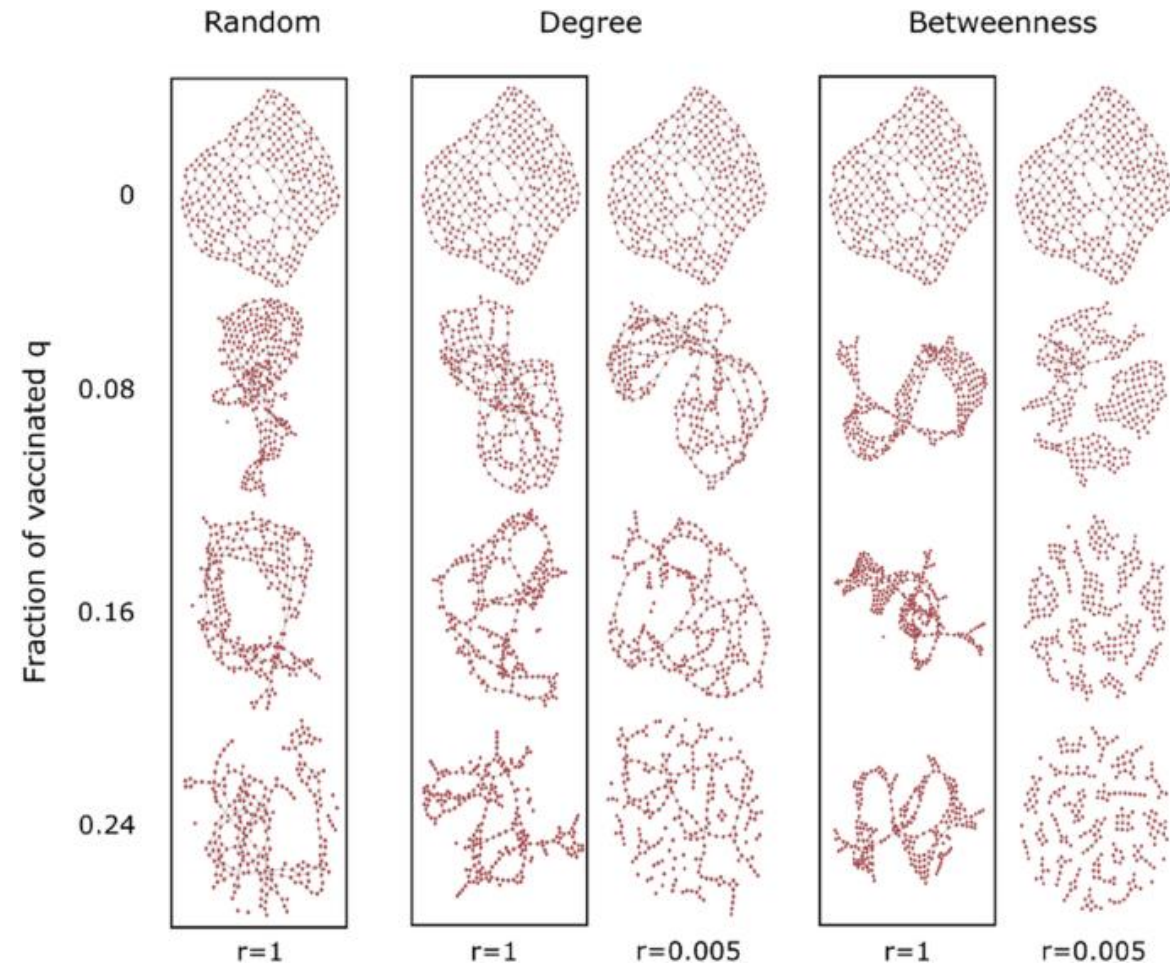 Random Degree Betweenness
Fraction of vaccinated q
0
0.08
0.16
0.24
r=1 r=1 r=0.005 r=1 r=0.005